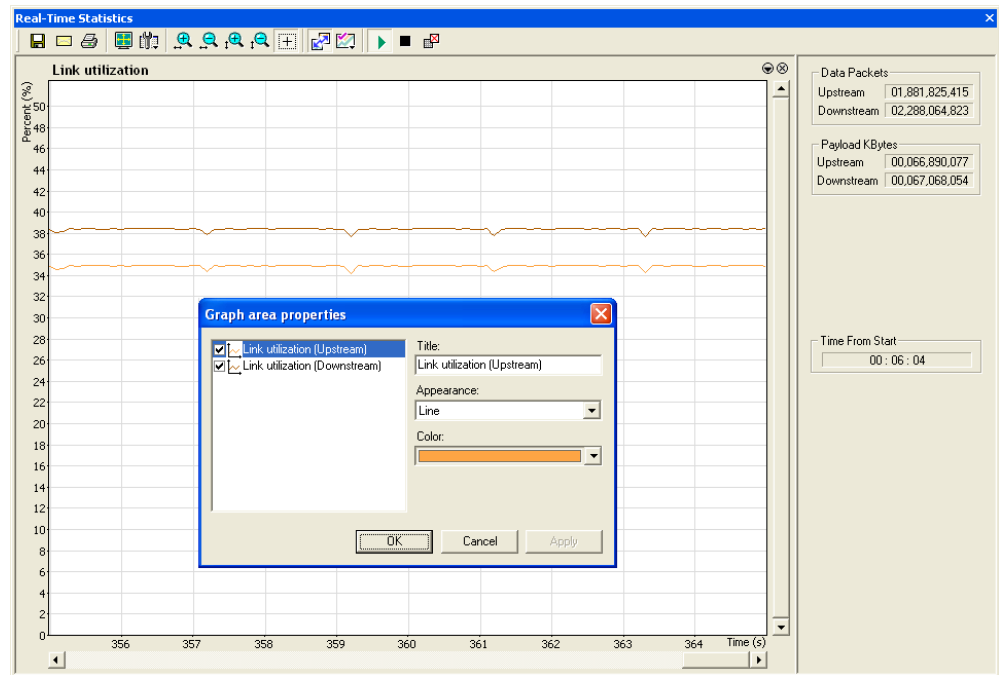 Real-Time Statistics
Link utilization
Percent (%)
50
48
46
44
42
40
38
36
34
32
30
28
26
24
22
20
18
16
14
12
10
8
6
4
2
0
356 357 358 359 360 361 362 363 364 Time (s)
Graph area properties
Link utilization (Upstream)
Link utilization (Downstream)
Title:
Link utilization (Upstream)
Appearance:
Line
Color:
OK Cancel Apply
Data Packets
Upstream 01,881,825,415
Downstream 02,288,064,823
Payload KBytes
Upstream 00,066,890,077
Downstream 00,067,068,054
Time From Start
00 : 06 : 04